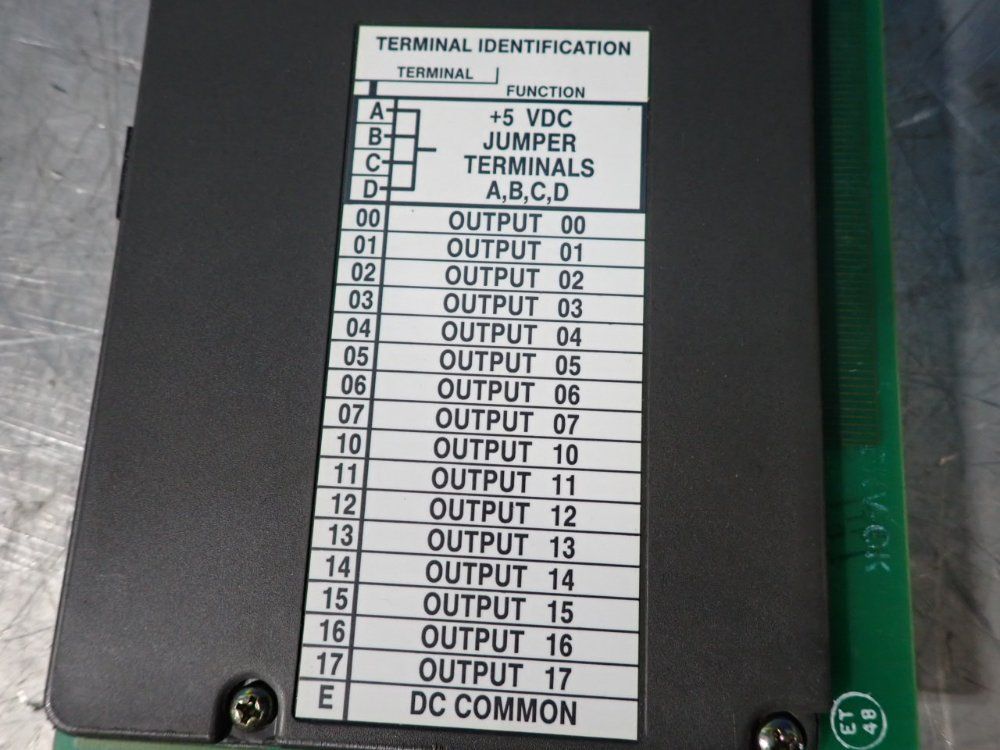 TERMINAL IDENTIFICATION
TERMINAL
FUNCTION
A +5 VDC
B JUMPER
C TERMINALS
D A,B,C,D
00 OUTPUT 00
01 OUTPUT 01
02 OUTPUT 02
03 OUTPUT 03
04 OUTPUT 04
05 OUTPUT 05
06 OUTPUT 06
07 OUTPUT 07
10 OUTPUT 10
11 OUTPUT 11
12 OUTPUT 12
13 OUTPUT 13
14 OUTPUT 14
15 OUTPUT 15
16 OUTPUT 16
17 OUTPUT 17
E DC COMMON
ET
48